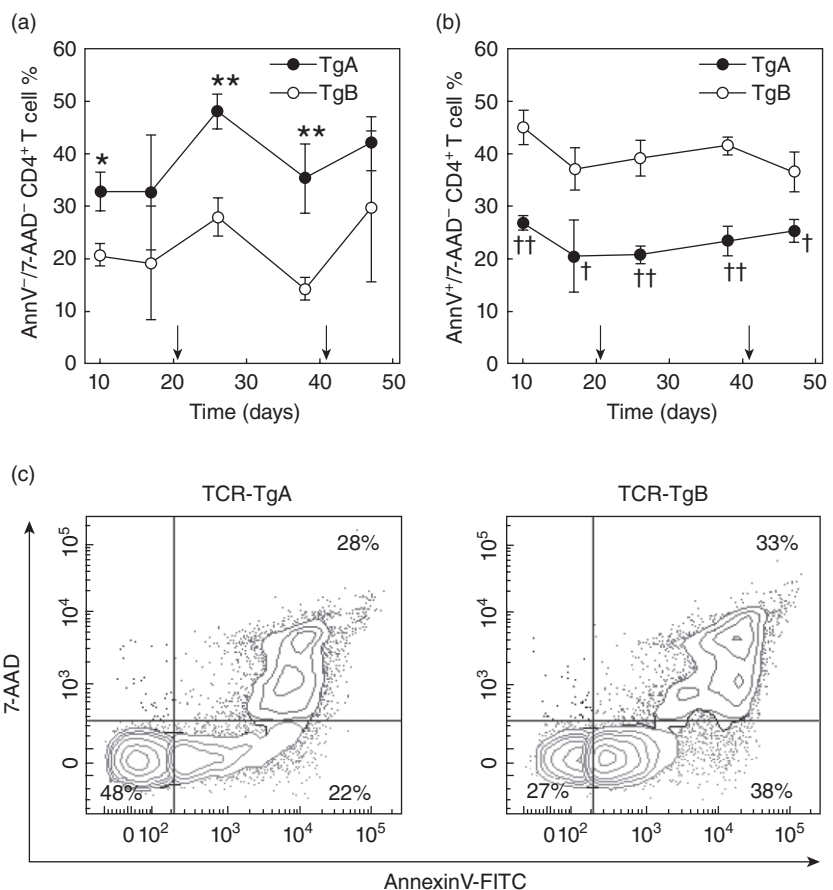 (a)
60
50
40
30
20
10
0
AnnV⁻/7-AAD⁻ CD4⁺ T cell %
TgA
TgB
*
**
**
10 20 30 40 50
Time (days)
(b)
60
50
40
30
20
10
0
AnnV⁺/7-AAD⁻ CD4⁺ T cell %
TgA
TgB
††
†
††
††
†
10 20 30 40 50
Time (days)
(c)
TCR-TgA
TCR-TgB
7-AAD
10⁵
10⁴
10³
0
28%
48%
22%
0 10² 10³ 10⁴ 10⁵
10⁵
10⁴
10³
0
33%
27%
38%
0 10² 10³ 10⁴ 10⁵
AnnexinV-FITC